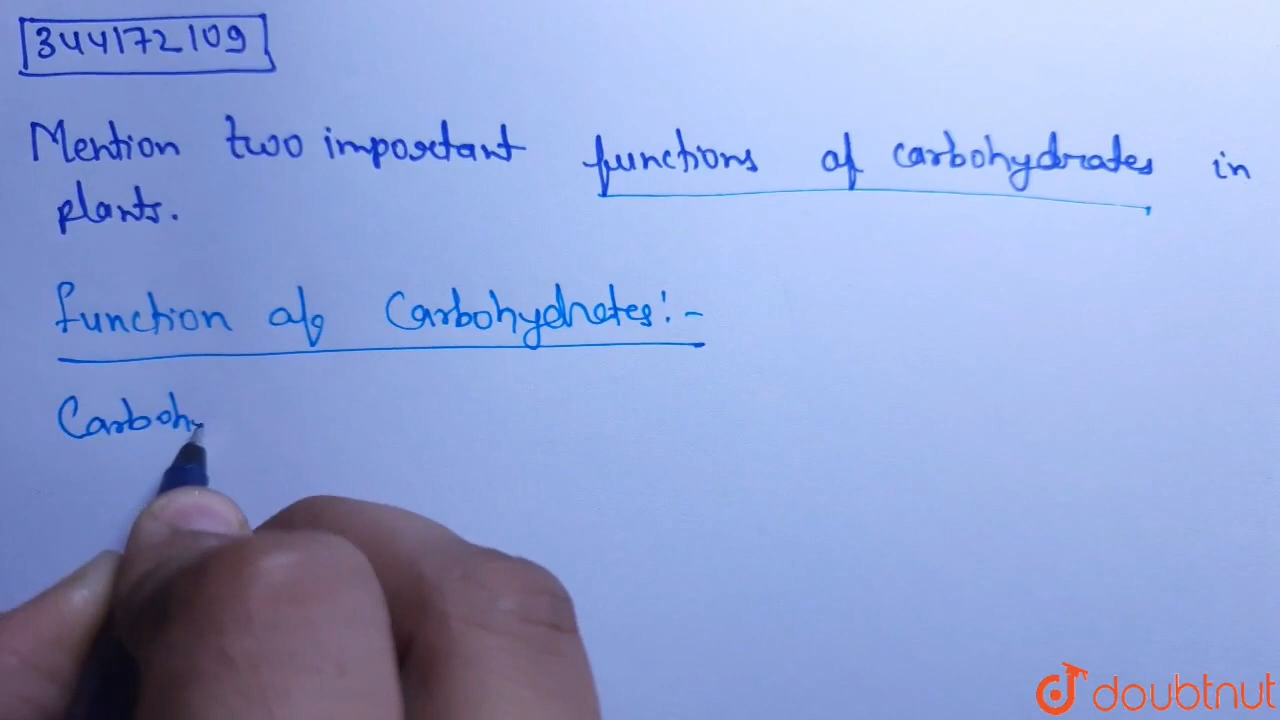 344172109
Mention two important functions of carbohydrates in
plants.
function of Carbohydrates:-
Carboh
doubtnut